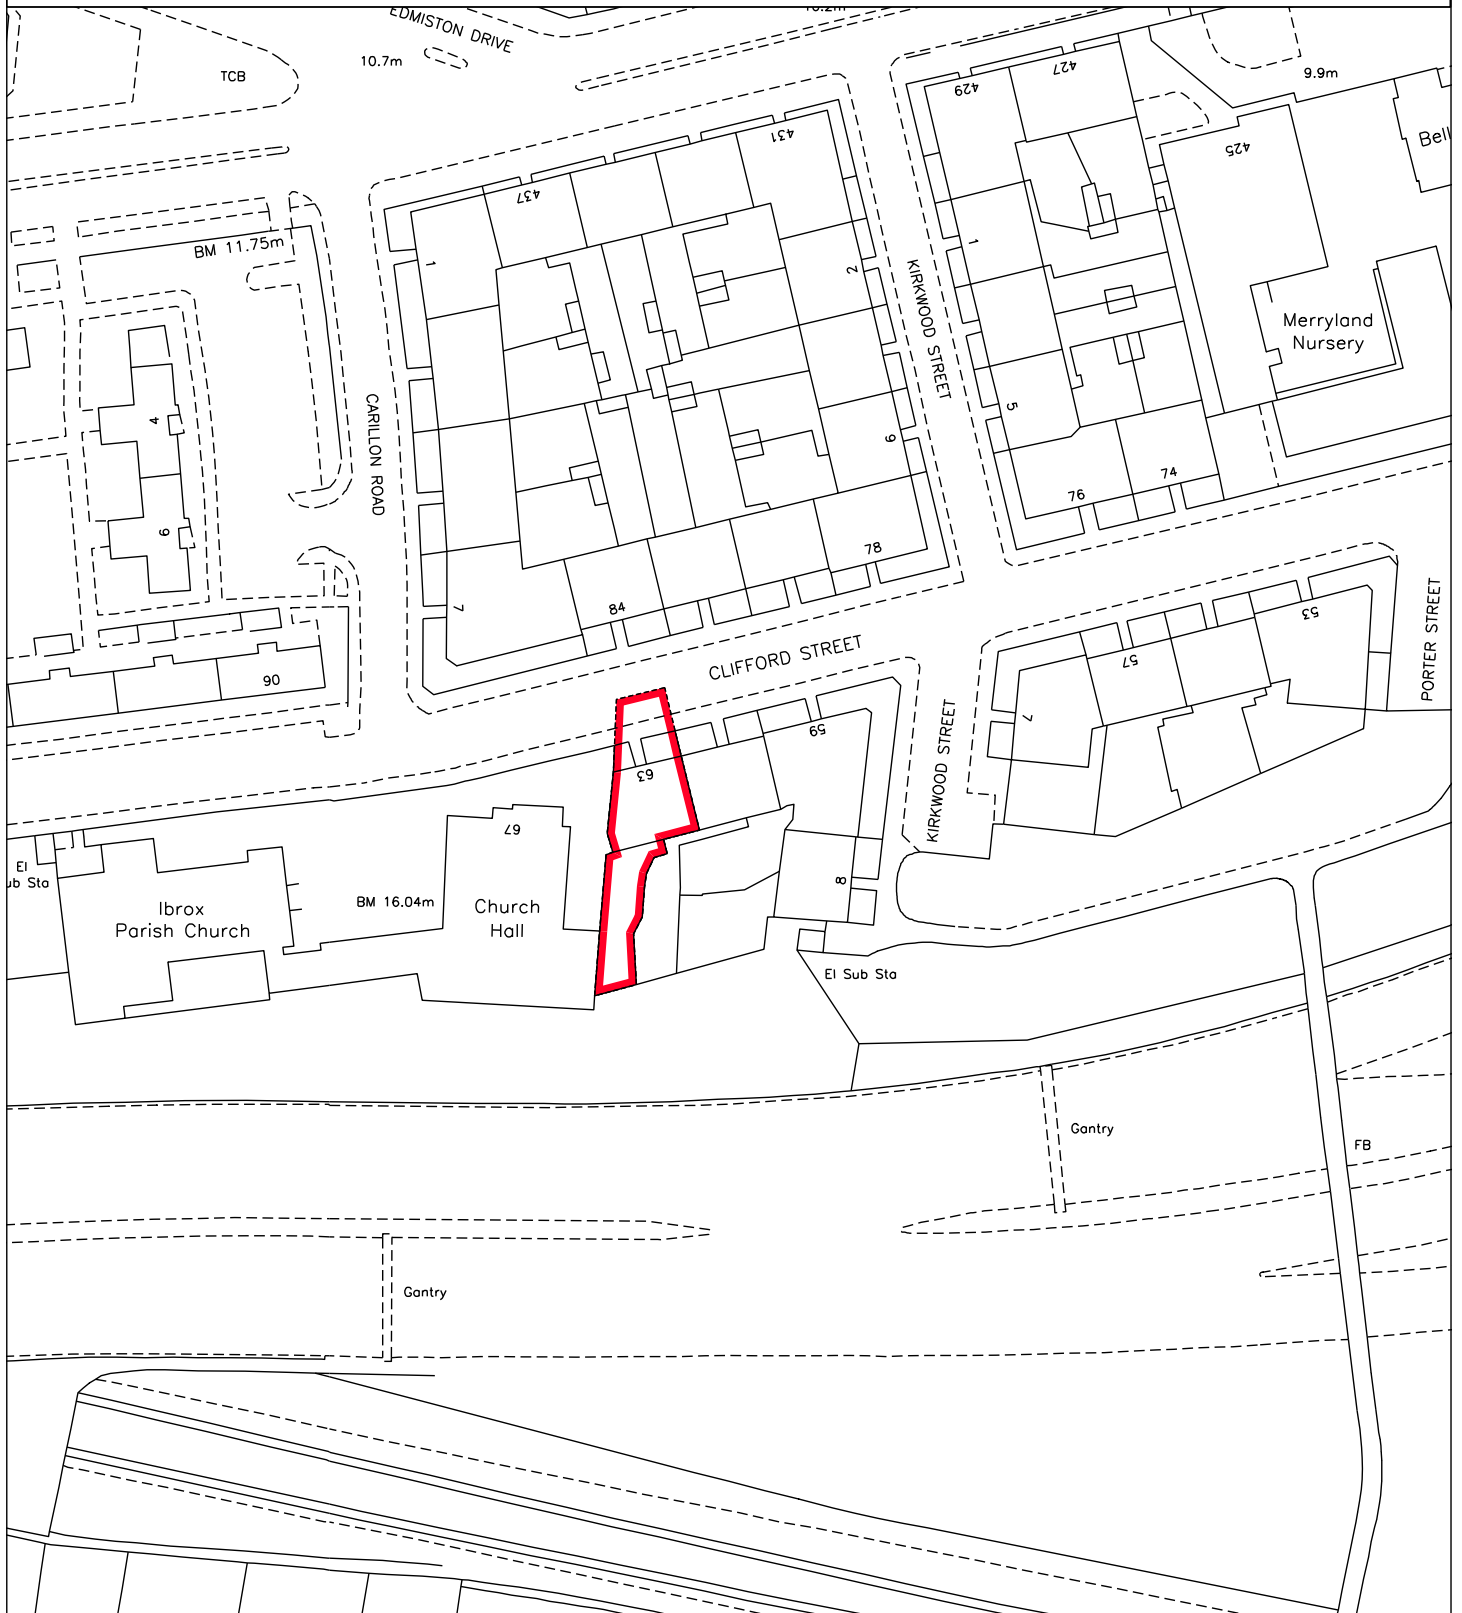 EDMISTON DRIVE
10.7m
TCB
9.9m
429
427
425
431
437
BM 11.75m
1
2
1
KIRKWOOD STREET
Merryland
Nursery
4
CARILLON ROAD
5
6
9
74
76
78
7
84
53
PORTER STREET
CLIFFORD STREET
57
90
7
59
KIRKWOOD STREET
63
67
El
ub Sta
8
BM 16.04m
Ibrox
Parish Church
Church
Hall
El Sub Sta
Gantry
FB
Gantry